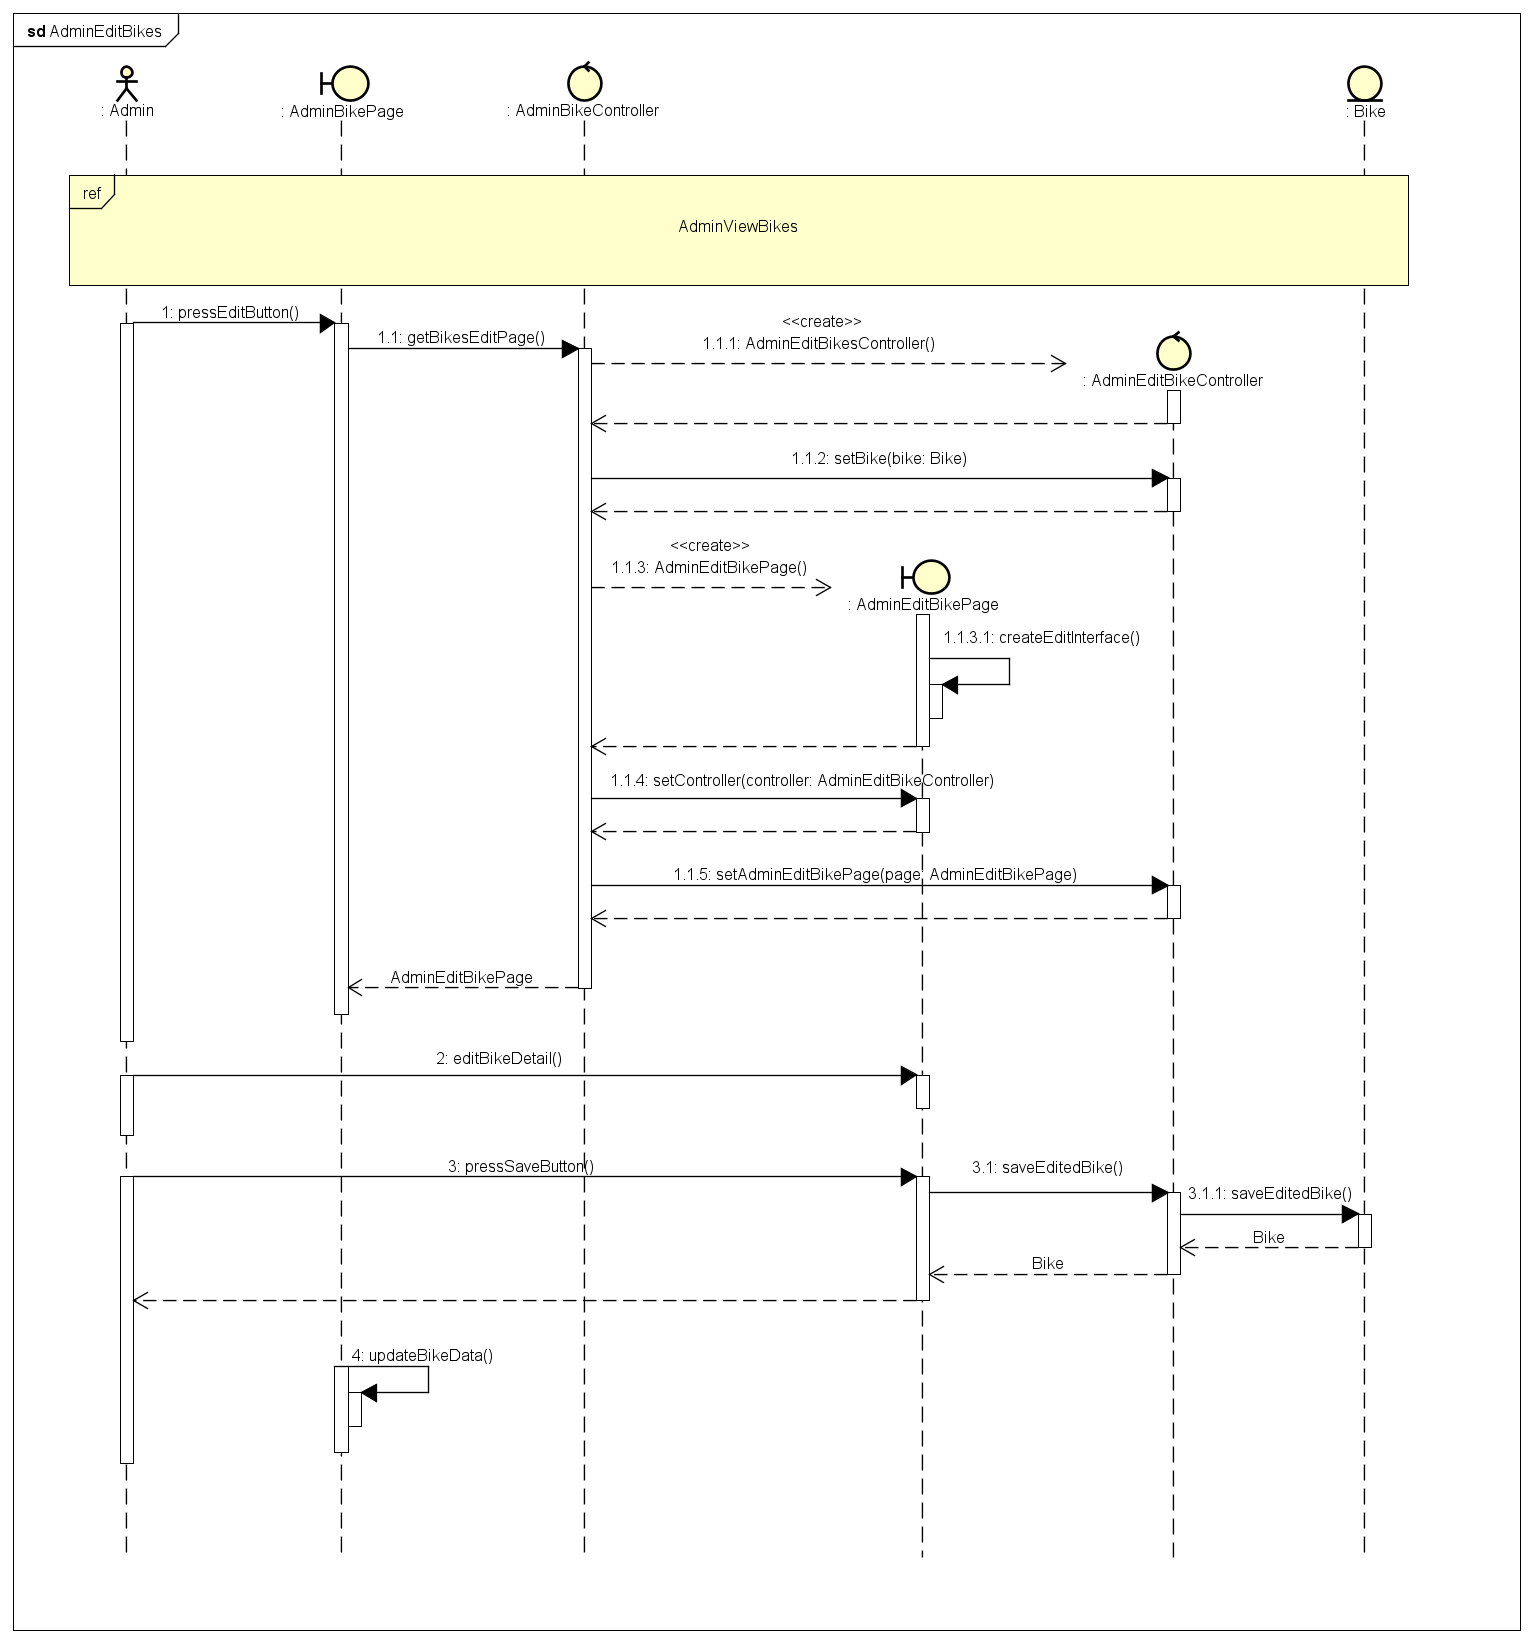 sd AdminEditBikes
: Admin
: AdminBikePage
: AdminBikeController
: Bike
ref
AdminViewBikes
1: pressEditButton()
1.1: getBikesEditPage()
<<create>>
1.1.1: AdminEditBikesController()
: AdminEditBikeController
1.1.2: setBike(bike: Bike)
<<create>>
1.1.3: AdminEditBikePage()
: AdminEditBikePage
1.1.3.1: createEditInterface()
1.1.4: setController(controller: AdminEditBikeController)
1.1.5: setAdminEditBikePage(page: AdminEditBikePage)
AdminEditBikePage
2: editBikeDetail()
3: pressSaveButton()
3.1: saveEditedBike()
3.1.1: saveEditedBike()
Bike
Bike
4: updateBikeData()